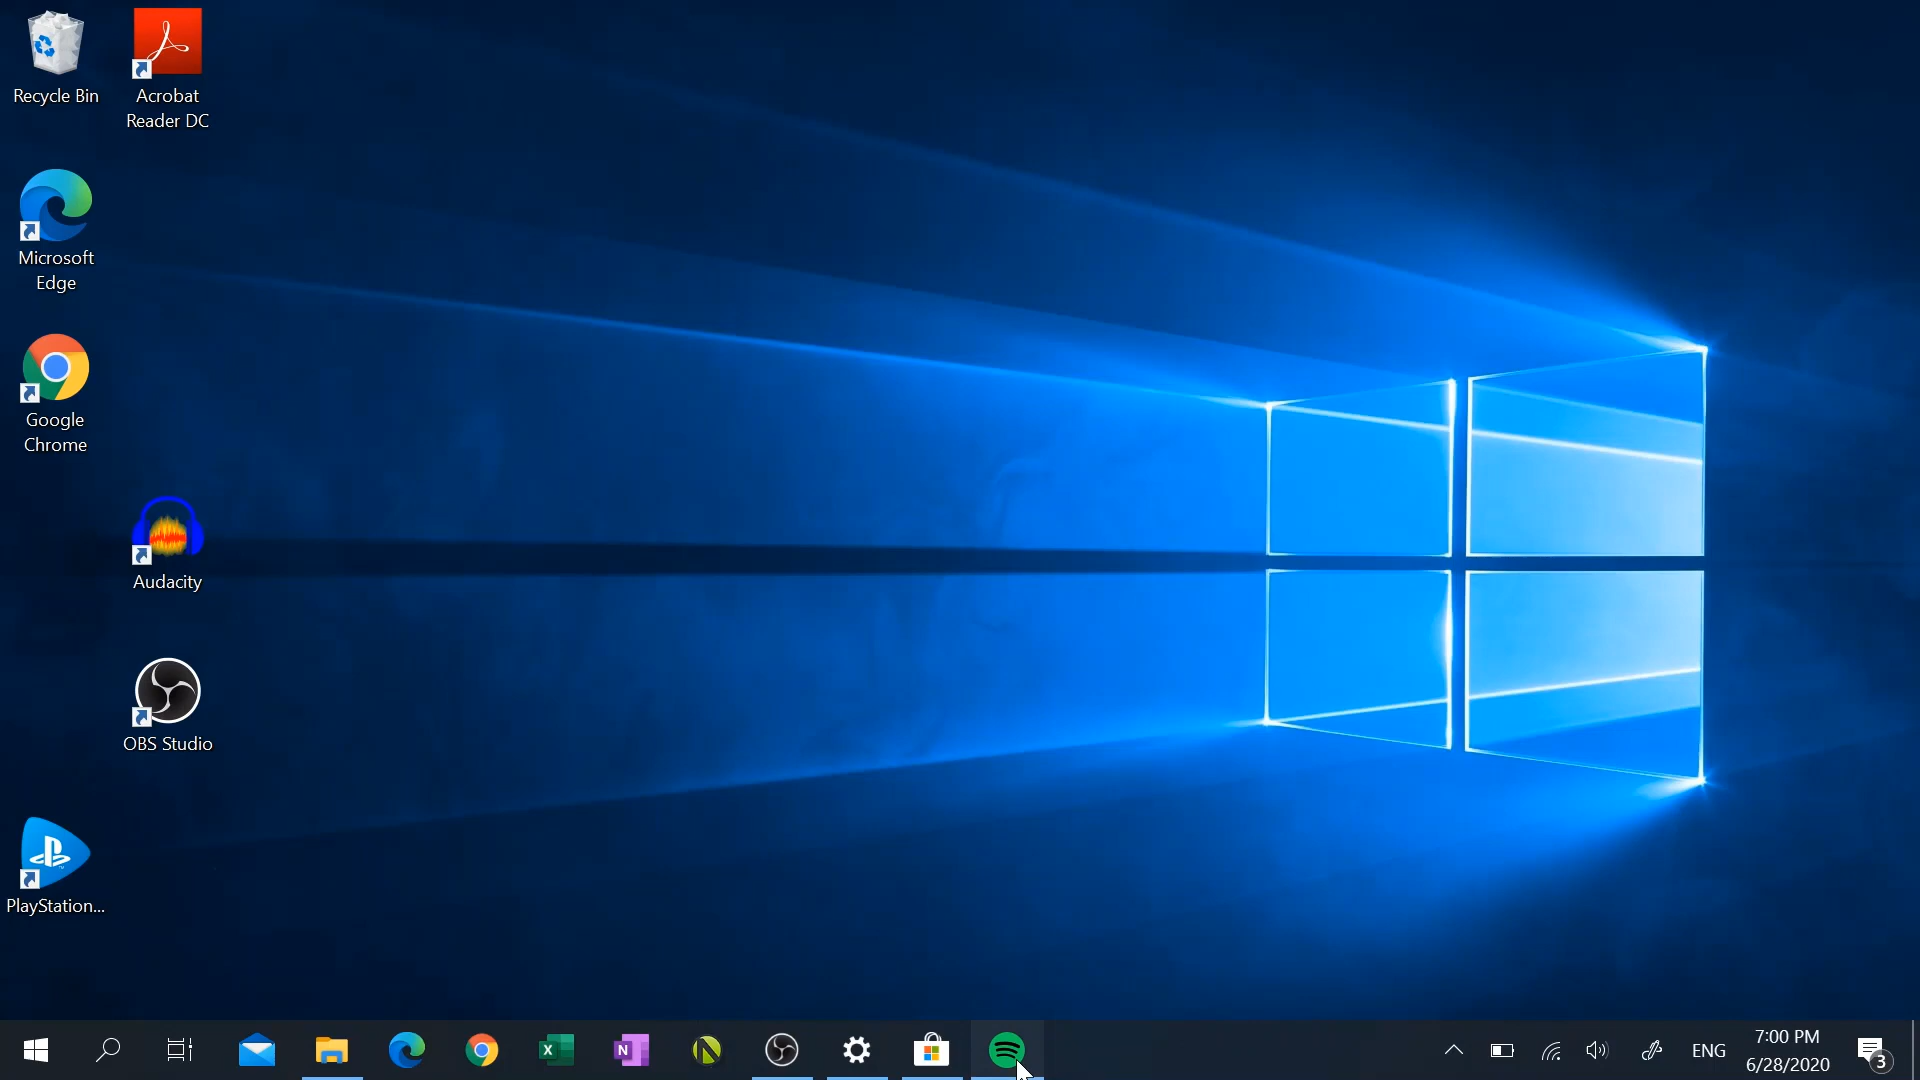 Recycle Bin
Acrobat
Reader DC
Microsoft
Edge
Google
Chrome
Audacity
OBS Studio
PlayStation...
ENG
7:00 PM
6/28/2020
3